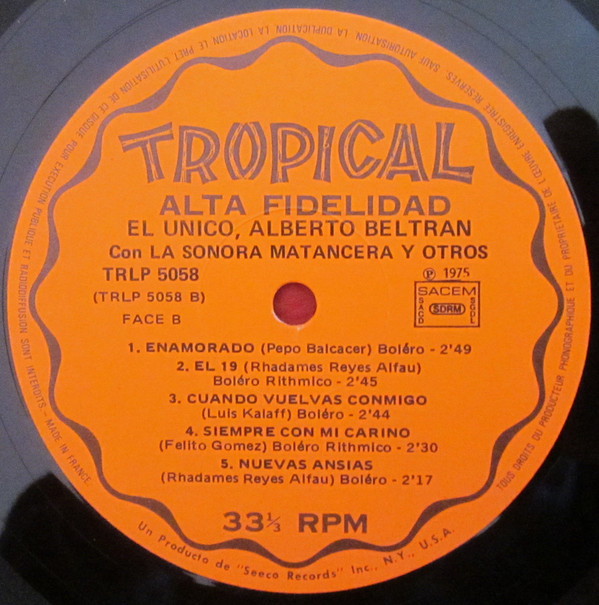 TROPICAL
ALTA FIDELIDAD
EL UNICO, ALBERTO BELTRAN
Con LA SONORA MATANCERA Y OTROS
TRLP 5058
(TRLP 5058 B)
FACE B
℗ 1975
SACEM
SACD SDRM SGDL
1. ENAMORADO (Pepo Balcacer) Boléro - 2'49
2. EL 19 (Rhadames Reyes Alfau)
Boléro Rithmico - 2'45
3. CUANDO VUELVAS CONMIGO
(Luis Kalaff) Boléro - 2'44
4. SIEMPRE CON MI CARINO
(Felito Gomez) Boléro Rithmico - 2'30
5. NUEVAS ANSIAS
(Rhadames Reyes Alfau) Boléro - 2'17
33⅓ RPM
Un Producto de "Seeco Records" Inc., N.Y., U.S.A.
TOUS DROITS DU PRODUCTEUR PHONOGRAPHIQUE ET DU PROPRIETAIRE DE L'ŒUVRE ENREGISTREE RESERVES. SAUF AUTORISATION LA DUPLICATION, LA LOCATION, LE PRET, L'UTILISATION DE CE DISQUE POUR EXECUTION PUBLIQUE ET RADIODIFFUSION SONT INTERDITS - MADE IN FRANCE